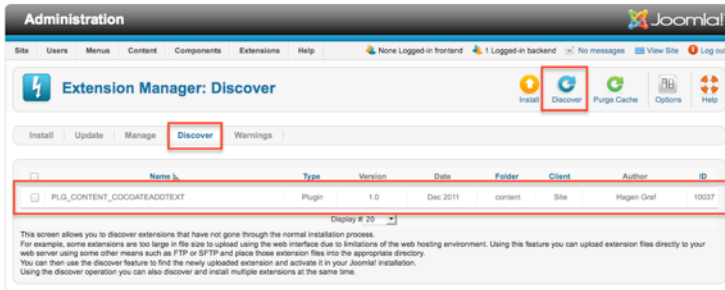 Administration
Joomla!
Site Users Menus Content Components Extensions Help None Logged-in frontend 1 Logged-in backend No messages View Site Log out
Extension Manager: Discover
Install Discover Purge Cache Options Help
Install Update Manage Discover Warnings
Name Type Version Date Folder Client Author ID
PLG_CONTENT_COCOATEADDTEXT Plugin 1.0 Dec 2011 content Site Hagen Graf 10037
Display # 20
This screen allows you to discover extensions that have not gone through the normal installation process.
For example, some extensions are too large in file size to upload using the web interface due to limitations of the web hosting environment. Using this feature you can upload extension files directly to your
web server using some other means such as FTP or SFTP and place those extension files into the appropriate directory.
You can then use the discover feature to find the newly uploaded extension and activate it in your Joomla! installation.
Using the discover operation you can also discover and install multiple extensions at the same time.